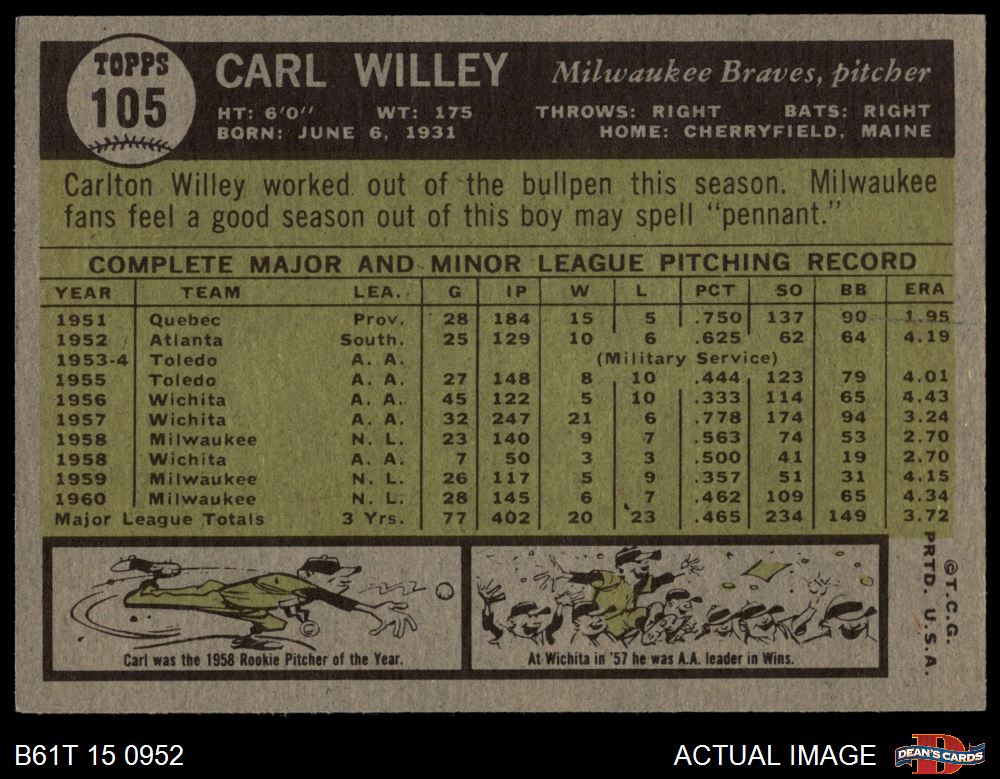 TOPPS
105
CARL WILLEY Milwaukee Braves, pitcher
HT: 6'0" WT: 175 THROWS: RIGHT BATS: RIGHT
BORN: JUNE 6, 1931 HOME: CHERRYFIELD, MAINE
Carlton Willey worked out of the bullpen this season. Milwaukee
fans feel a good season out of this boy may spell "pennant."
COMPLETE MAJOR AND MINOR LEAGUE PITCHING RECORD
YEAR TEAM LEA. G IP W L PCT SO BB ERA
1951 Quebec Prov. 28 184 15 5 .750 137 90 1.95
1952 Atlanta South. 25 129 10 6 .625 62 64 4.19
1953-4 Toledo A. A. (Military Service)
1955 Toledo A. A. 27 148 8 10 .444 123 79 4.01
1956 Wichita A. A. 45 122 5 10 .333 114 65 4.43
1957 Wichita A. A. 32 247 21 6 .778 174 94 3.24
1958 Milwaukee N. L. 23 140 9 7 .563 74 53 2.70
1958 Wichita A. A. 7 50 3 3 .500 41 19 2.70
1959 Milwaukee N. L. 26 117 5 9 .357 51 31 4.15
1960 Milwaukee N. L. 28 145 6 7 .462 109 65 4.34
Major League Totals 3 Yrs. 77 402 20 23 .465 234 149 3.72
Carl was the 1958 Rookie Pitcher of the Year.
At Wichita in '57 he was A.A. leader in Wins.
©T.C.G.
PRTD. U.S.A.
B61T 15 0952
ACTUAL IMAGE
D
DEAN'S CARDS